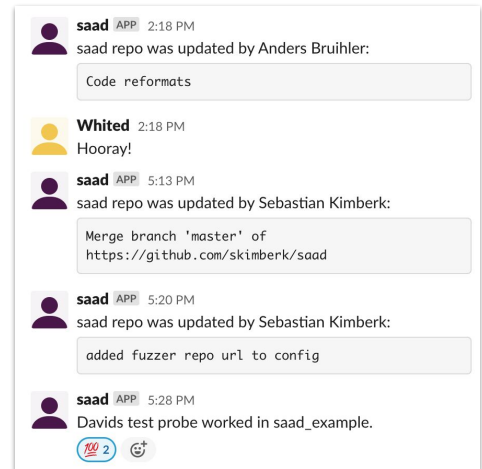 saad APP 2:18 PM
saad repo was updated by Anders Bruihler:
Code reformats
Whited 2:18 PM
Hooray!
saad APP 5:13 PM
saad repo was updated by Sebastian Kimberk:
Merge branch 'master' of
https://github.com/skimberk/saad
saad APP 5:20 PM
saad repo was updated by Sebastian Kimberk:
added fuzzer repo url to config
saad APP 5:28 PM
Davids test probe worked in saad_example.
💯 2